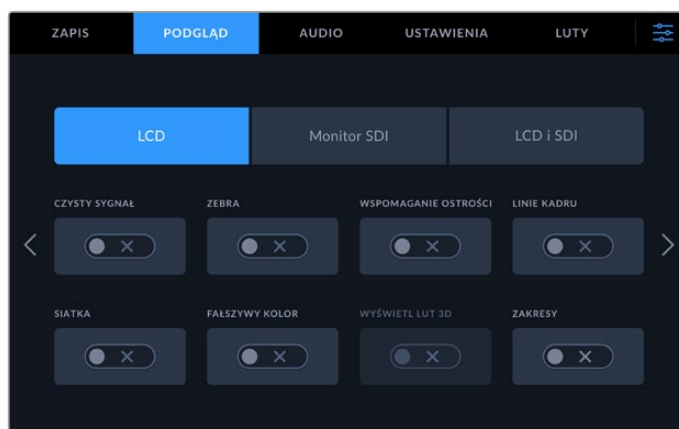 ZAPIS PODGLĄD AUDIO USTAWIENIA LUTY
LCD Monitor SDI LCD i SDI
CZYSTY SYGNAŁ ZEBRA WSPOMAGANIE OSTROŚCI LINIE KADRU
SIATKA FAŁSZYWY KOLOR WYŚWIETL LUT 3D ZAKRESY